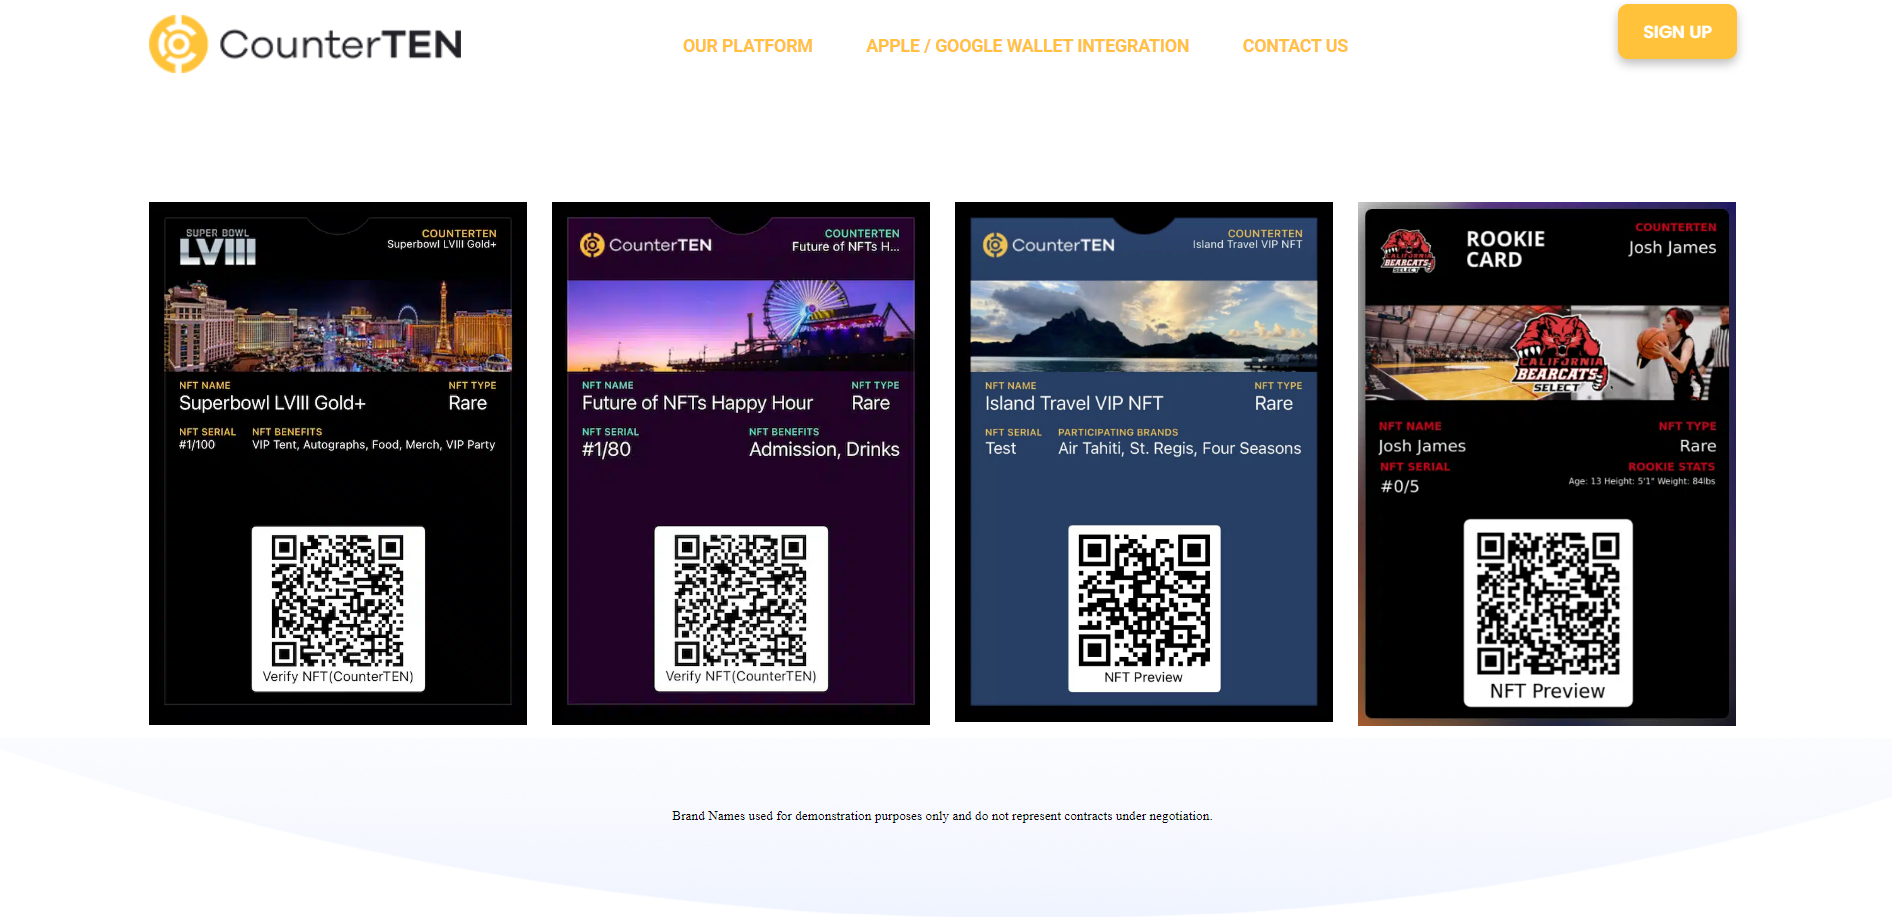 CounterTEN
OUR PLATFORM
APPLE / GOOGLE WALLET INTEGRATION
CONTACT US
SIGN UP
SUPER BOWL
LVIII
COUNTERTEN
Superbowl LVIII Gold+
NFT NAME
NFT TYPE
Superbowl LVIII Gold+
Rare
NFT SERIAL
NFT BENEFITS
#1/100
VIP Tent, Autographs, Food, Merch, VIP Party
Verify NFT(CounterTEN)
CounterTEN
COUNTERTEN
Future of NFTs H...
NFT NAME
NFT TYPE
Future of NFTs Happy Hour
Rare
NFT SERIAL
NFT BENEFITS
#1/80
Admission, Drinks
Verify NFT(CounterTEN)
CounterTEN
COUNTERTEN
Island Travel VIP NFT
NFT NAME
NFT TYPE
Island Travel VIP NFT
Rare
NFT SERIAL
PARTICIPATING BRANDS
Test
Air Tahiti, St. Regis, Four Seasons
NFT Preview
CALIFORNIA
BEARCATS
SELECT
ROOKIE
CARD
COUNTERTEN
Josh James
CALIFORNIA
BEARCATS
SELECT
NFT NAME
NFT TYPE
Josh James
Rare
NFT SERIAL
ROOKIE STATS
#0/5
Age: 13 Height: 5'1" Weight: 84lbs
NFT Preview
Brand Names used for demonstration purposes only and do not represent contracts under negotiation.